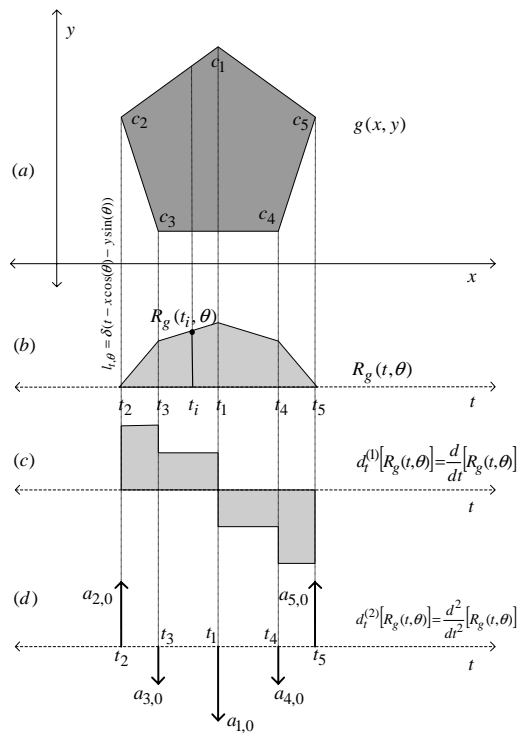 y
c₁
c₂
c₅
g(x, y)
(a)
c₃
c₄
x
l_{t,θ} = δ(t − x cos(θ) − y sin(θ))
R_g(t_i, θ)
(b)
R_g(t, θ)
t₂ t₃ t_i t₁ t₄ t₅ t
(c)
d_t^{(1)}[R_g(t,θ)] = d/dt [R_g(t,θ)]
t
(d)
a_{2,0}
a_{5,0}
d_t^{(2)}[R_g(t,θ)] = d²/dt² [R_g(t,θ)]
t₂ t₃ t₁ t₄ t₅ t
a_{3,0}
a_{4,0}
a_{1,0}